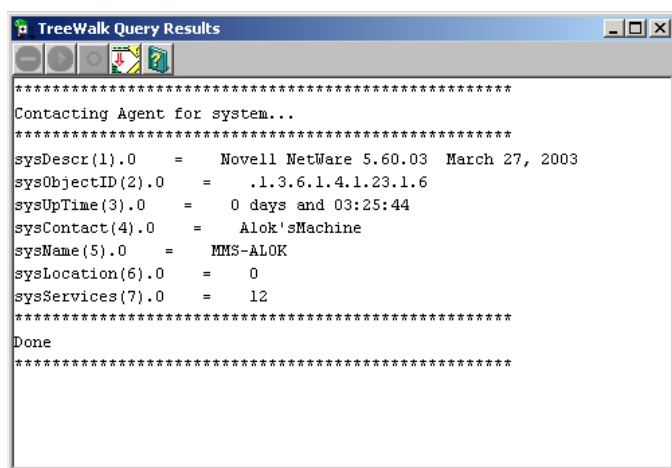 TreeWalk Query Results
*****************************************************
Contacting Agent for system...
*****************************************************
sysDescr(1).0    =    Novell NetWare 5.60.03  March 27, 2003
sysObjectID(2).0    =    .1.3.6.1.4.1.23.1.6
sysUpTime(3).0    =    0 days and 03:25:44
sysContact(4).0    =    Alok'sMachine
sysName(5).0    =    MMS-ALOK
sysLocation(6).0    =    0
sysServices(7).0    =    12
*****************************************************
Done
*****************************************************